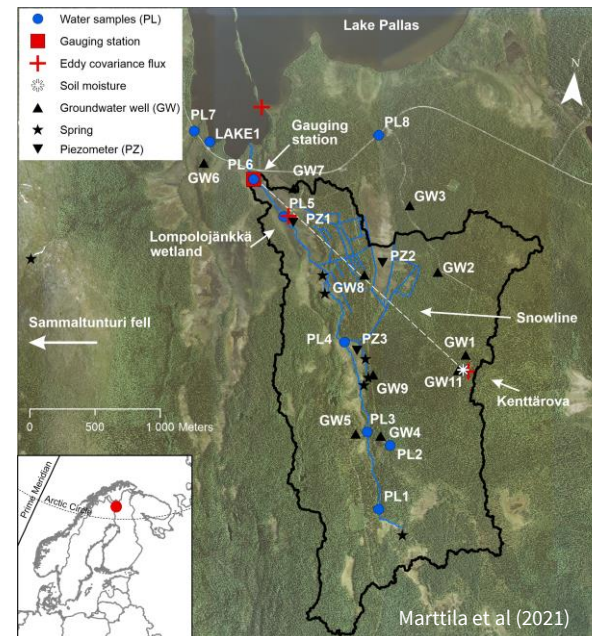 Water samples (PL)
Gauging station
Eddy covariance flux
Soil moisture
Groundwater well (GW)
Spring
Piezometer (PZ)
Lake Pallas
N
PL7
LAKE1
PL8
Gauging
station
PL6
GW6
GW7
GW3
PL5
PZ1
Lompolojänkkä
wetland
PZ2
GW2
GW8
Snowline
Sammaltunturi fell
PL4
PZ3
GW1
GW11
GW9
Kenttärova
0 500 1 000 Meters
GW5
PL3
GW4
PL2
PL1
Prime Meridian
Arctic Circle
Marttila et al (2021)